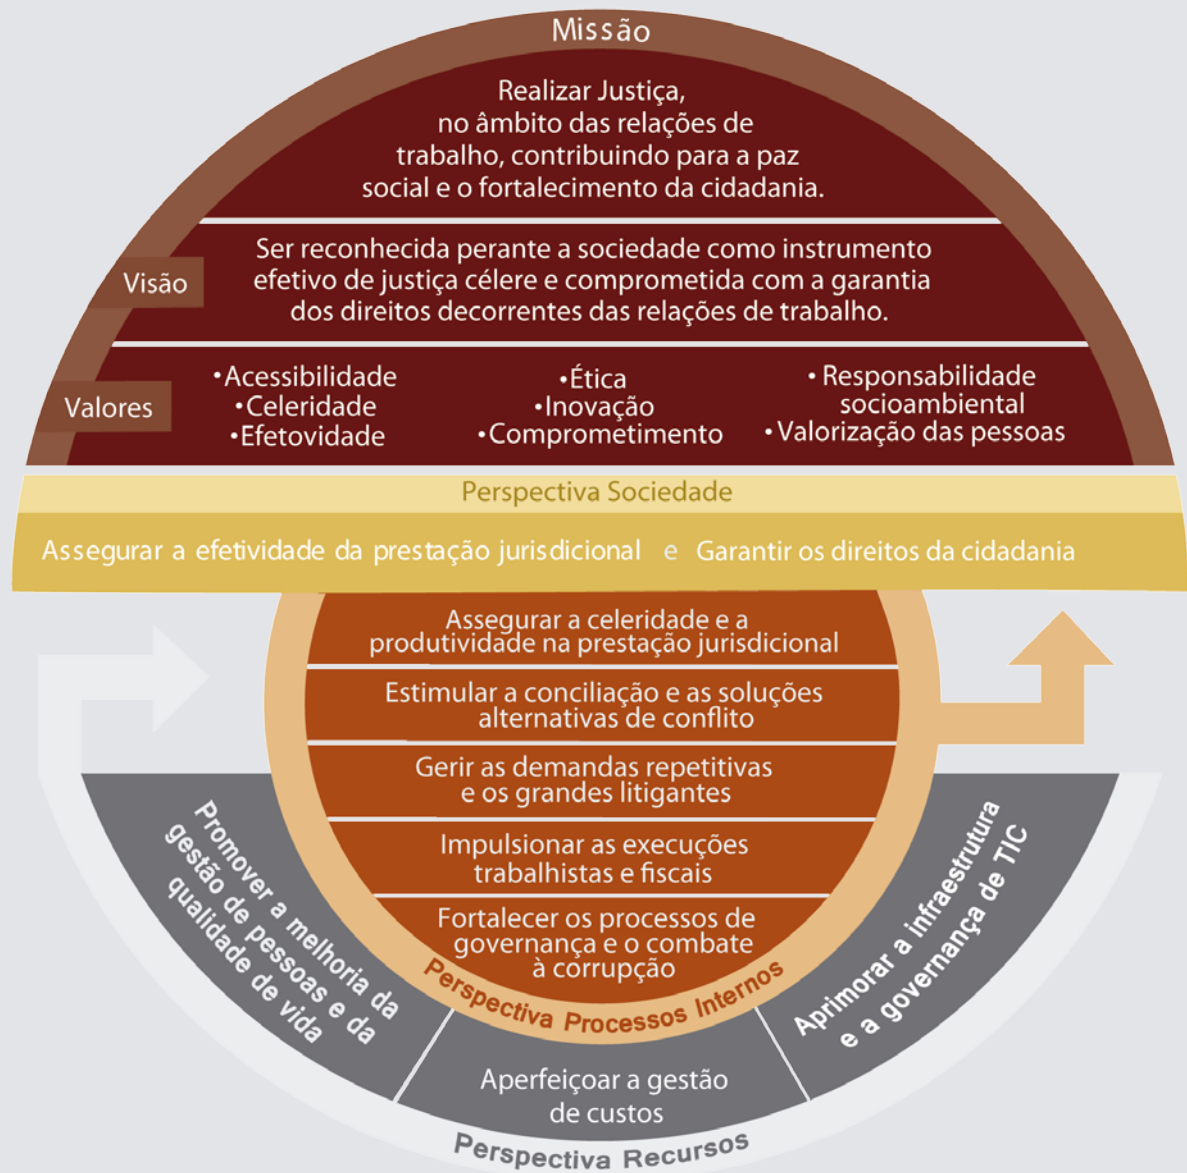 Missão
Realizar Justiça,
no âmbito das relações de
trabalho, contribuindo para a paz
social e o fortalecimento da cidadania.
Visão
Ser reconhecida perante a sociedade como instrumento
efetivo de justiça célere e comprometida com a garantia
dos direitos decorrentes das relações de trabalho.
Valores
•Acessibilidade
•Celeridade
•Efetovidade
•Ética
•Inovação
•Comprometimento
• Responsabilidade
socioambiental
• Valorização das pessoas
Perspectiva Sociedade
Assegurar a efetividade da prestação jurisdicional e Garantir os direitos da cidadania
Assegurar a celeridade e a
produtividade na prestação jurisdicional
Estimular a conciliação e as soluções
alternativas de conflito
Gerir as demandas repetitivas
e os grandes litigantes
Impulsionar as execuções
trabalhistas e fiscais
Fortalecer os processos de
governança e o combate
à corrupção
Perspectiva Processos Internos
Promover a melhoria da
gestão de pessoas e da
qualidade de vida
Aperfeiçoar a gestão
de custos
Aprimorar a infraestrutura
e a governança de TIC
Perspectiva Recursos